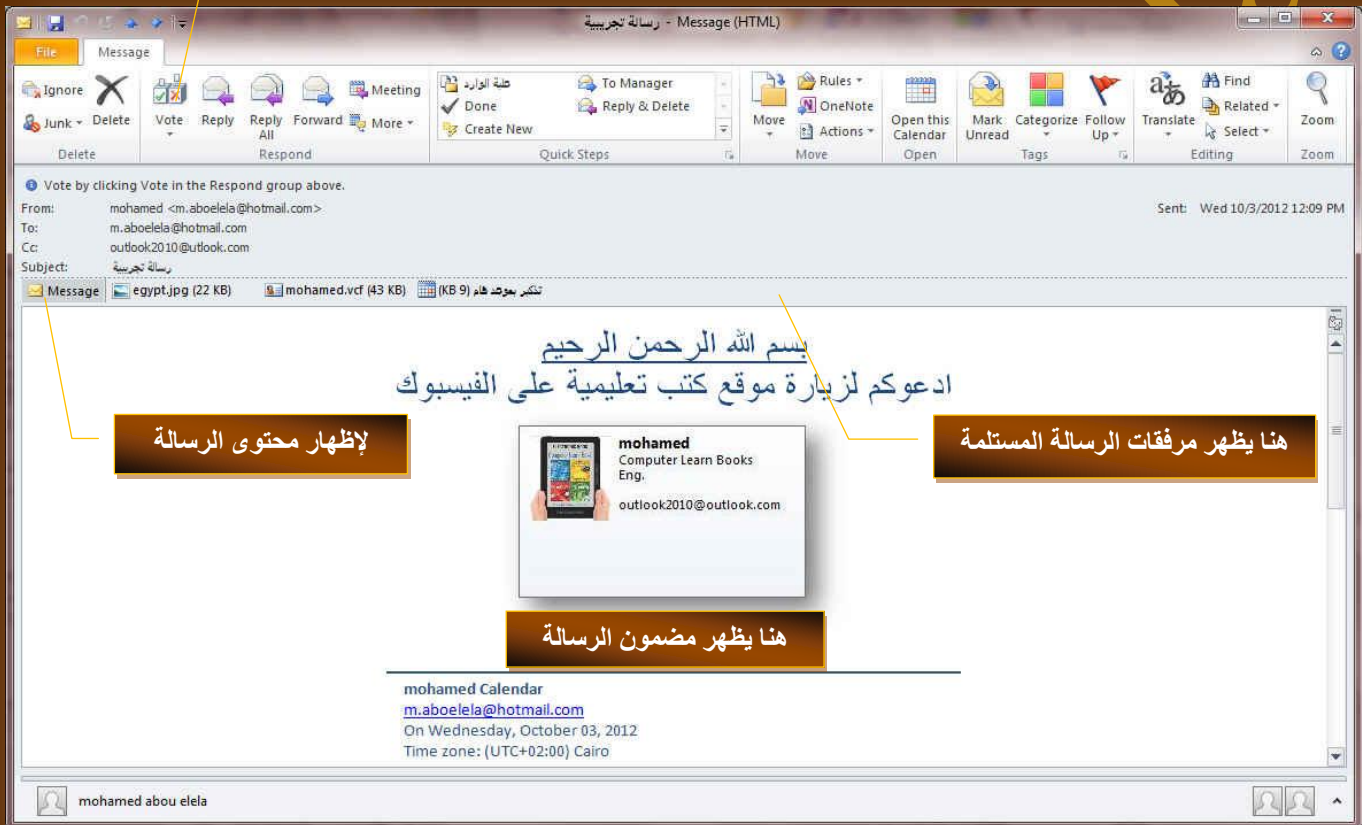 رسالة تجريبية - Message (HTML)
File
Message
Ignore
Junk
Delete
Delete
Vote
Reply
Reply All
Forward
Meeting
More
Respond
علبة الوارد
Done
Create New
To Manager
Reply & Delete
Quick Steps
Move
Rules
OneNote
Actions
Move
Open this Calendar
Open
Mark Unread
Categorize
Follow Up
Tags
Translate
Find
Related
Select
Editing
Zoom
Zoom
Vote by clicking Vote in the Respond group above.
From: mohamed <m.aboelela@hotmail.com>
Sent: Wed 10/3/2012 12:09 PM
To: m.aboelela@hotmail.com
Cc: outlook2010@utlook.com
Subject: رسالة تجريبية
Message
egypt.jpg (22 KB)
mohamed.vcf (43 KB)
تذكير بموعد هام (9 KB)
بسم الله الرحمن الرحيم
ادعوكم لزيارة موقع كتب تعليمية على الفيسبوك
لإظهار محتوى الرسالة
هنا يظهر مرفقات الرسالة المستلمة
mohamed
Computer Learn Books
Eng.
outlook2010@outlook.com
هنا يظهر مضمون الرسالة
mohamed Calendar
m.aboelela@hotmail.com
On Wednesday, October 03, 2012
Time zone: (UTC+02:00) Cairo
mohamed abou elela